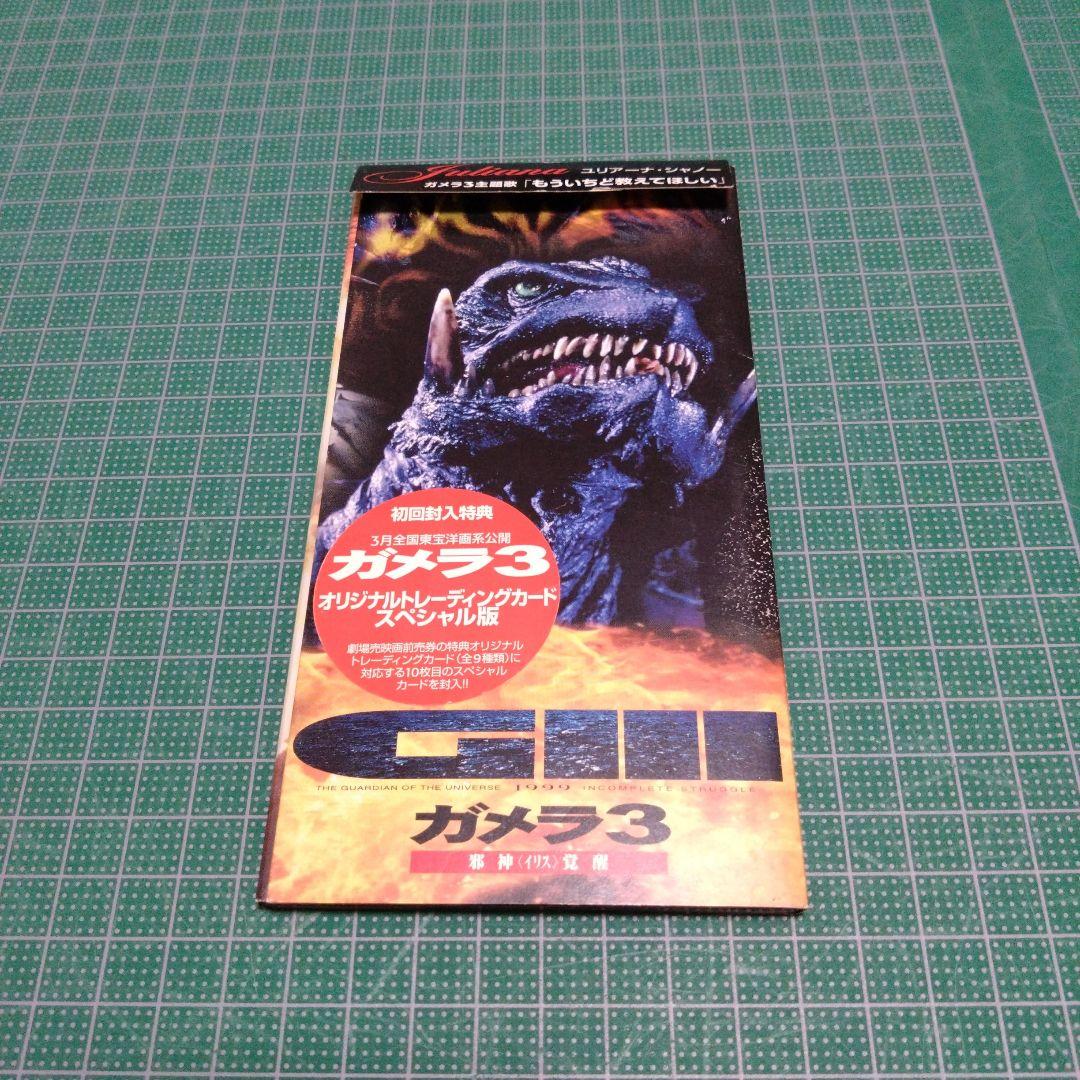 Juliana ユリアーナ・シャノー
ガメラ3主題歌「もういちど教えてほしい」
初回封入特典
3月全国東宝洋画系公開
ガメラ3
オリジナルトレーディングカード
スペシャル版
劇場売映画前売券の特典オリジナル
トレーディングカード(全9種類)に
対応する10枚目のスペシャル
カードを封入!!
GIII
THE GUARDIAN OF THE UNIVERSE 1999 INCOMPLETE STRUGGLE
ガメラ3
邪神〈イリス〉覚醒